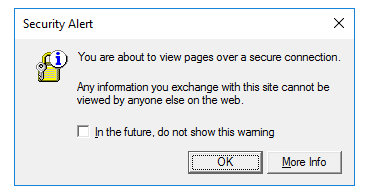 Security Alert
You are about to view pages over a secure connection.
Any information you exchange with this site cannot be
viewed by anyone else on the web.
In the future, do not show this warning
OK
More Info